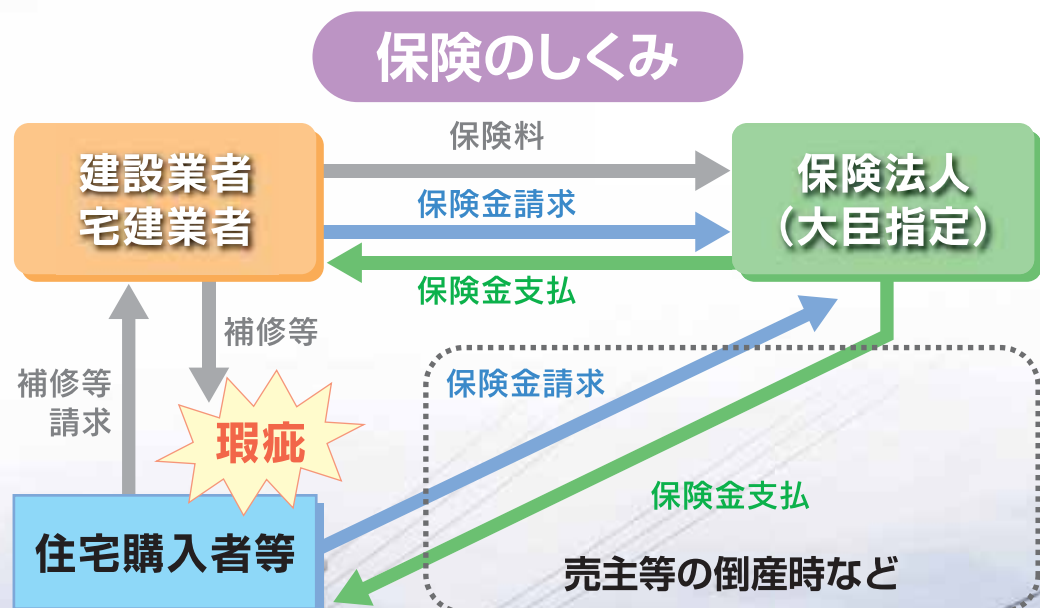 保険のしくみ
建設業者
宅建業者
保険料
保険金請求
保険金支払
保険法人
（大臣指定）
補修等
請求
補修等
瑕疵
住宅購入者等
保険金請求
保険金支払
売主等の倒産時など